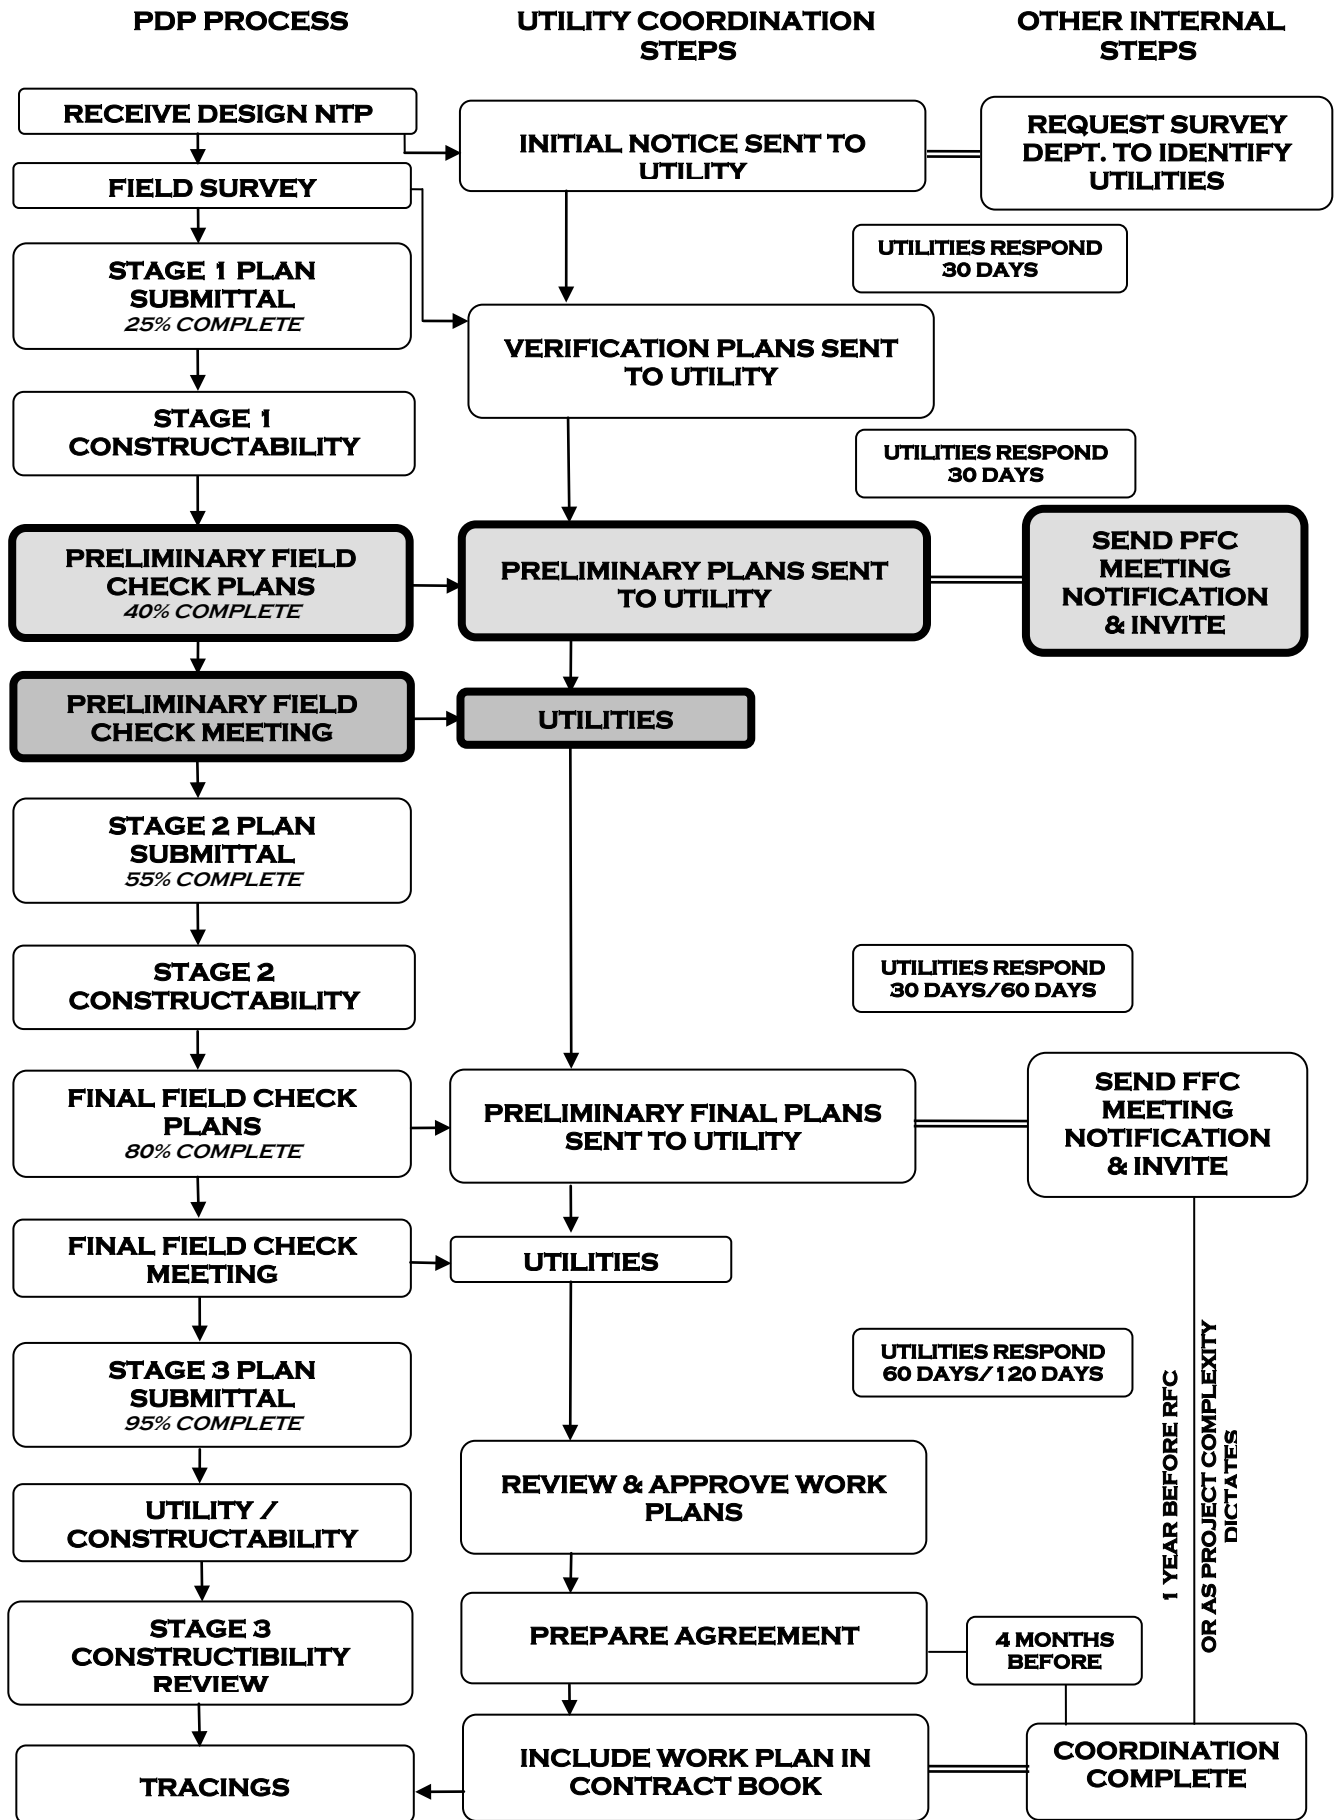 PDP PROCESS
UTILITY COORDINATION
STEPS
OTHER INTERNAL
STEPS
RECEIVE DESIGN NTP
INITIAL NOTICE SENT TO
UTILITY
REQUEST SURVEY
DEPT. TO IDENTIFY
UTILITIES
FIELD SURVEY
UTILITIES RESPOND
30 DAYS
STAGE 1 PLAN
SUBMITTAL
25% COMPLETE
VERIFICATION PLANS SENT
TO UTILITY
STAGE 1
CONSTRUCTABILITY
UTILITIES RESPOND
30 DAYS
PRELIMINARY FIELD
CHECK PLANS
40% COMPLETE
PRELIMINARY PLANS SENT
TO UTILITY
SEND PFC
MEETING
NOTIFICATION
& INVITE
PRELIMINARY FIELD
CHECK MEETING
UTILITIES
STAGE 2 PLAN
SUBMITTAL
55% COMPLETE
STAGE 2
CONSTRUCTABILITY
UTILITIES RESPOND
30 DAYS/60 DAYS
FINAL FIELD CHECK
PLANS
80% COMPLETE
PRELIMINARY FINAL PLANS
SENT TO UTILITY
SEND FFC
MEETING
NOTIFICATION
& INVITE
FINAL FIELD CHECK
MEETING
UTILITIES
STAGE 3 PLAN
SUBMITTAL
95% COMPLETE
UTILITIES RESPOND
60 DAYS/120 DAYS
1 YEAR BEFORE RFC
OR AS PROJECT COMPLEXITY
DICTATES
REVIEW & APPROVE WORK
PLANS
UTILITY /
CONSTRUCTABILITY
STAGE 3
CONSTRUCTIBILITY
REVIEW
PREPARE AGREEMENT
4 MONTHS
BEFORE
TRACINGS
INCLUDE WORK PLAN IN
CONTRACT BOOK
COORDINATION
COMPLETE